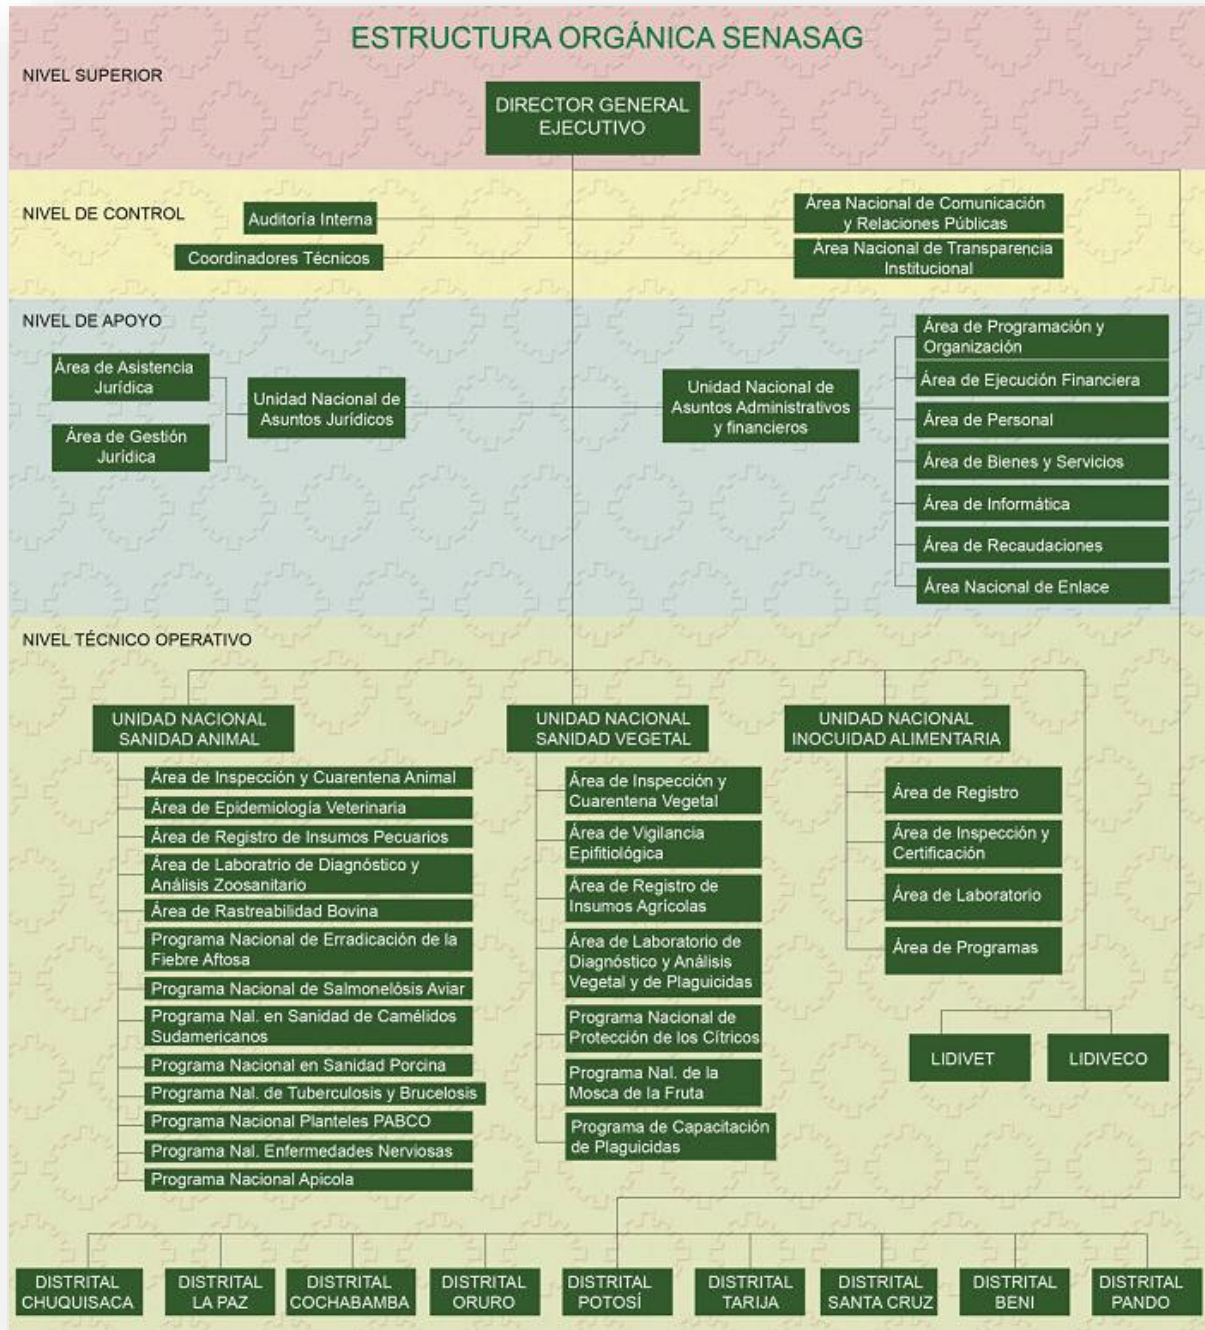 ESTRUCTURA ORGÁNICA SENASAG
NIVEL SUPERIOR
DIRECTOR GENERAL
EJECUTIVO
NIVEL DE CONTROL
Auditoría Interna
Área Nacional de Comunicación
y Relaciones Públicas
Coordinadores Técnicos
Área Nacional de Transparencia
Institucional
NIVEL DE APOYO
Área de Asistencia
Jurídica
Área de Gestión
Jurídica
Unidad Nacional de
Asuntos Jurídicos
Unidad Nacional de
Asuntos Administrativos
y financieros
Área de Programación y
Organización
Área de Ejecución Financiera
Área de Personal
Área de Bienes y Servicios
Área de Informática
Área de Recaudaciones
Área Nacional de Enlace
NIVEL TÉCNICO OPERATIVO
UNIDAD NACIONAL
SANIDAD ANIMAL
Área de Inspección y Cuarentena Animal
Área de Epidemiología Veterinaria
Área de Registro de Insumos Pecuarios
Área de Laboratrio de Diagnóstico y
Análisis Zoosanitario
Área de Rastreabilidad Bovina
Programa Nacional de Erradicación de la
Fiebre Aftosa
Programa Nacional de Salmonelósis Aviar
Programa Nal. en Sanidad de Camélidos
Sudamericanos
Programa Nacional en Sanidad Porcina
Programa Nal. de Tuberculosis y Brucelosis
Programa Nacional Planteles PABCO
Programa Nal. Enfermedades Nerviosas
Programa Nacional Apicola
UNIDAD NACIONAL
SANIDAD VEGETAL
Área de Inspección y
Cuarentena Vegetal
Área de Vigilancia
Epifitiológica
Área de Registro de
Insumos Agrícolas
Área de Laboratorio de
Diagnóstico y Análisis
Vegetal y de Plaguicidas
Programa Nacional de
Protección de los Cítricos
Programa Nal. de la
Mosca de la Fruta
Programa de Capacitación
de Plaguicidas
UNIDAD NACIONAL
INOCUIDAD ALIMENTARIA
Área de Registro
Área de Inspección y
Certificación
Área de Laboratorio
Área de Programas
LIDIVET
LIDIVECO
DISTRITAL
CHUQUISACA
DISTRITAL
LA PAZ
DISTRITAL
COCHABAMBA
DISTRITAL
ORURO
DISTRITAL
POTOSÍ
DISTRITAL
TARIJA
DISTRITAL
SANTA CRUZ
DISTRITAL
BENI
DISTRITAL
PANDO